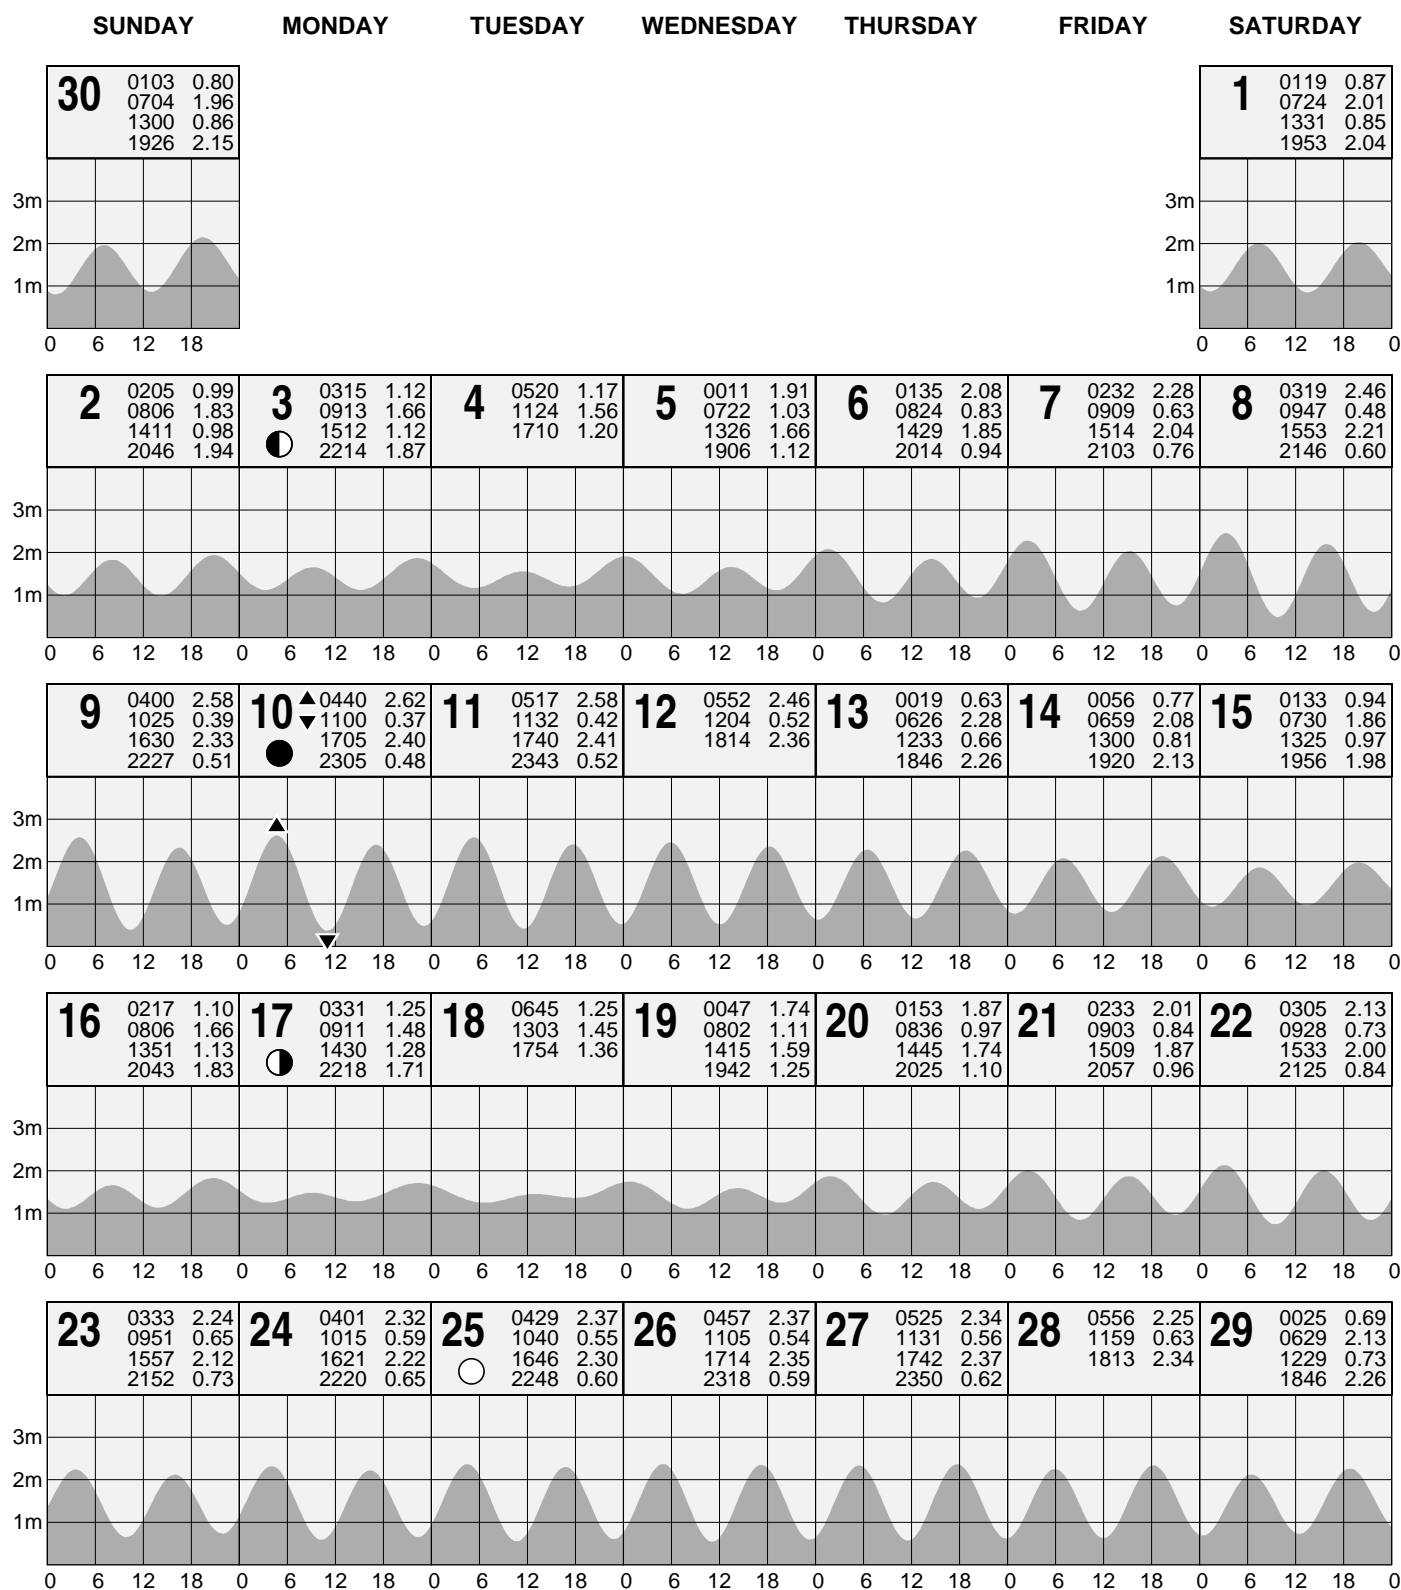 SUNDAY MONDAY TUESDAY WEDNESDAY THURSDAY FRIDAY SATURDAY
30 0103 0.80
0704 1.96
1300 0.86
1926 2.15
1 0119 0.87
0724 2.01
1331 0.85
1953 2.04
3m 3m
2m 2m
1m 1m
0 6 12 18 0 6 12 18 0
2 0205 0.99 3 0315 1.12 4 0520 1.17 5 0011 1.91 6 0135 2.08 7 0232 2.28 8 0319 2.46
0806 1.83 0913 1.66 1124 1.56 0722 1.03 0824 0.83 0909 0.63 0947 0.48
1411 0.98 1512 1.12 1710 1.20 1326 1.66 1429 1.85 1514 2.04 1553 2.21
2046 1.94 2214 1.87 1906 1.12 2014 0.94 2103 0.76 2146 0.60
3m
2m
1m
0 6 12 18 0 6 12 18 0 6 12 18 0 6 12 18 0 6 12 18 0 6 12 18 0 6 12 18 0
9 0400 2.58 10 0440 2.62 11 0517 2.58 12 0552 2.46 13 0019 0.63 14 0056 0.77 15 0133 0.94
1025 0.39 1100 0.37 1132 0.42 1204 0.52 0626 2.28 0659 2.08 0730 1.86
1630 2.33 1705 2.40 1740 2.41 1814 2.36 1233 0.66 1300 0.81 1325 0.97
2227 0.51 2305 0.48 2343 0.52 1846 2.26 1920 2.13 1956 1.98
3m
2m
1m
0 6 12 18 0 6 12 18 0 6 12 18 0 6 12 18 0 6 12 18 0 6 12 18 0 6 12 18 0
16 0217 1.10 17 0331 1.25 18 0645 1.25 19 0047 1.74 20 0153 1.87 21 0233 2.01 22 0305 2.13
0806 1.66 0911 1.48 1303 1.45 0802 1.11 0836 0.97 0903 0.84 0928 0.73
1351 1.13 1430 1.28 1754 1.36 1415 1.59 1445 1.74 1509 1.87 1533 2.00
2043 1.83 2218 1.71 1942 1.25 2025 1.10 2057 0.96 2125 0.84
3m
2m
1m
0 6 12 18 0 6 12 18 0 6 12 18 0 6 12 18 0 6 12 18 0 6 12 18 0 6 12 18 0
23 0333 2.24 24 0401 2.32 25 0429 2.37 26 0457 2.37 27 0525 2.34 28 0556 2.25 29 0025 0.69
0951 0.65 1015 0.59 1040 0.55 1105 0.54 1131 0.56 1159 0.63 0629 2.13
1557 2.12 1621 2.22 1646 2.30 1714 2.35 1742 2.37 1813 2.34 1229 0.73
2152 0.73 2220 0.65 2248 0.60 2318 0.59 2350 0.62 1846 2.26
3m
2m
1m
0 6 12 18 0 6 12 18 0 6 12 18 0 6 12 18 0 6 12 18 0 6 12 18 0 6 12 18 0